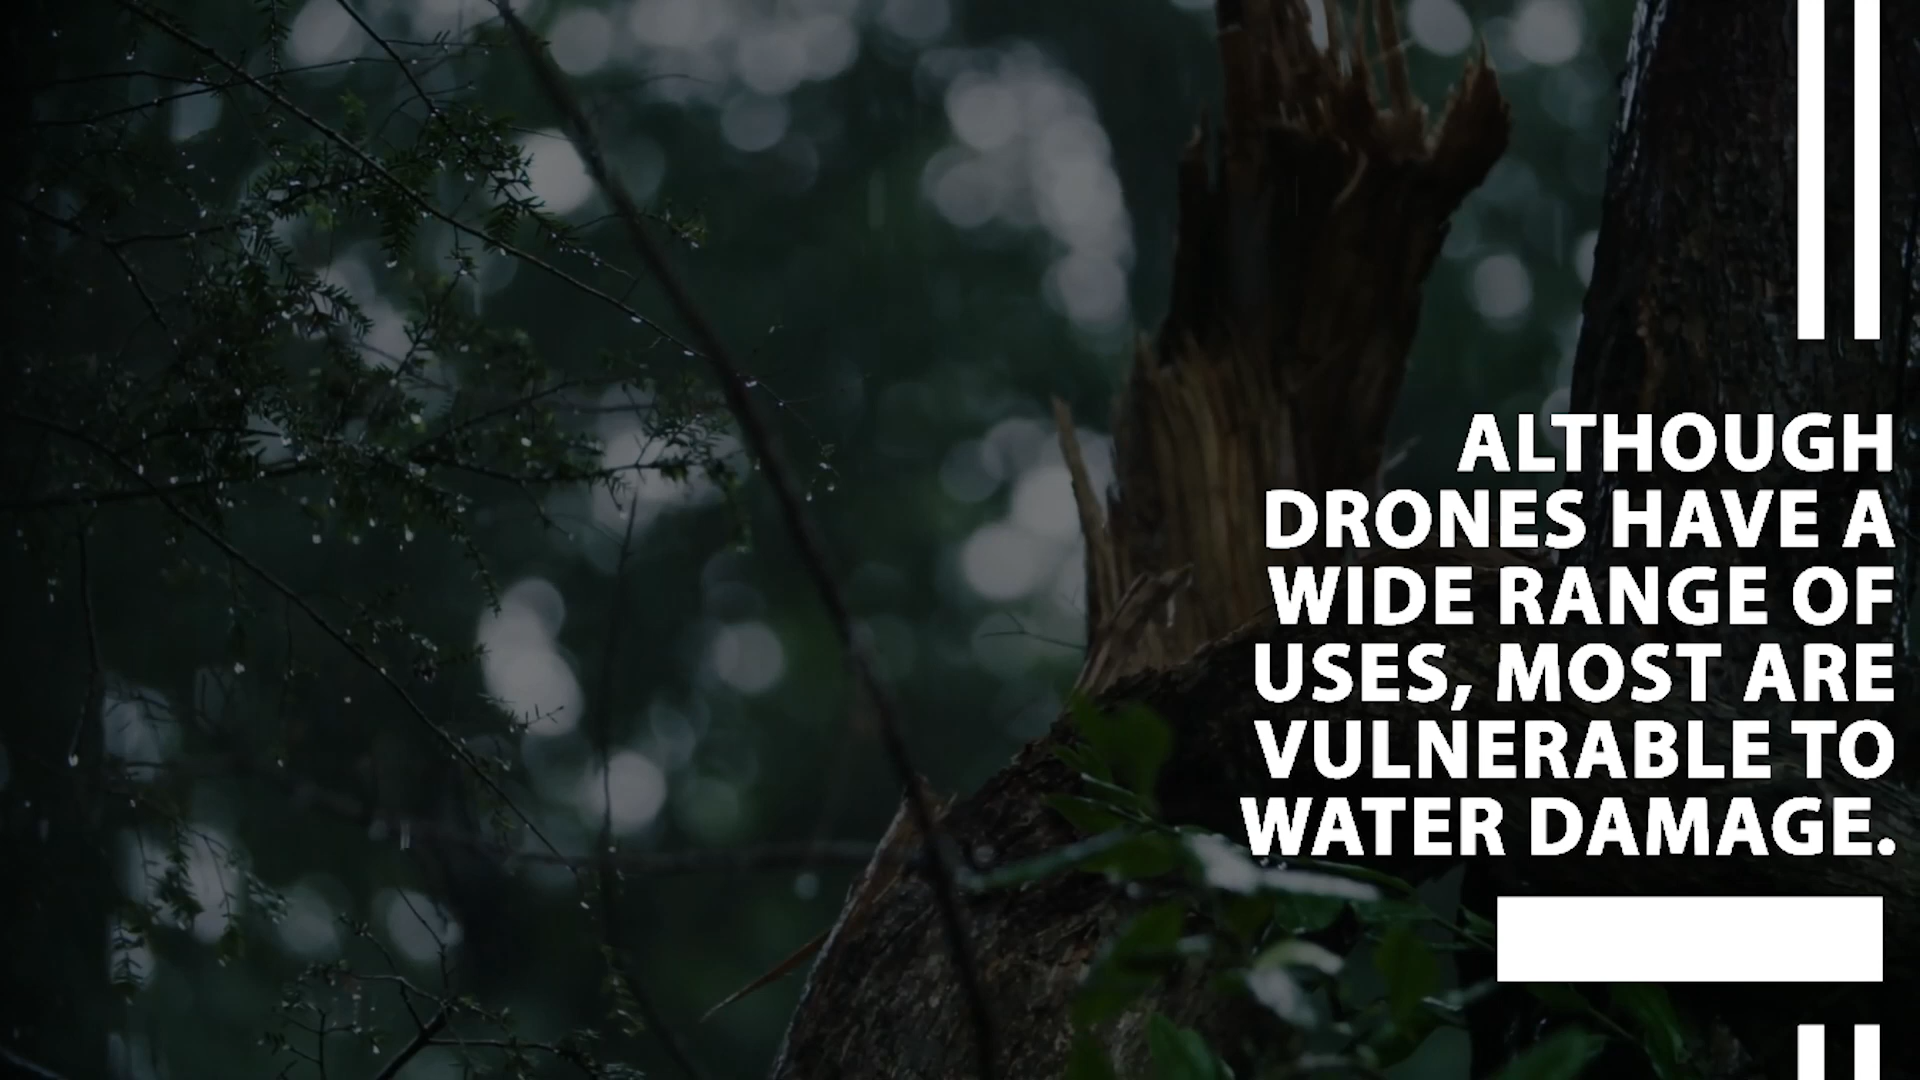 ALTHOUGH
DRONES HAVE A
WIDE RANGE OF
USES, MOST ARE
VULNERABLE TO
WATER DAMAGE.